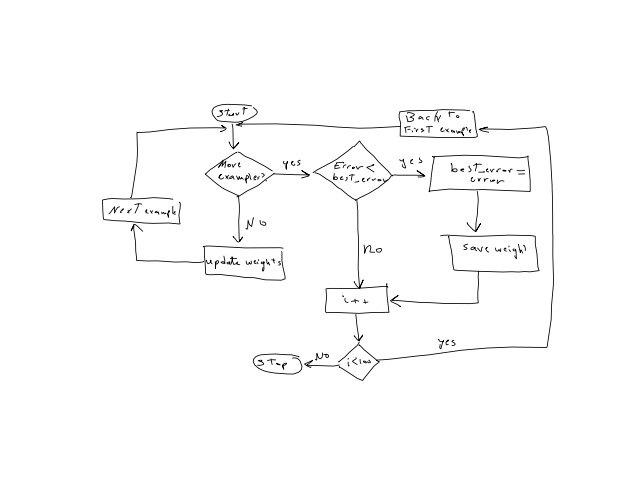 Start
Back to
First example
More
example?
yes
Error <
best_error
yes
best_error =
error
Next example
No
update weights
no
save weight
i++
yes
Stop
No
i<100